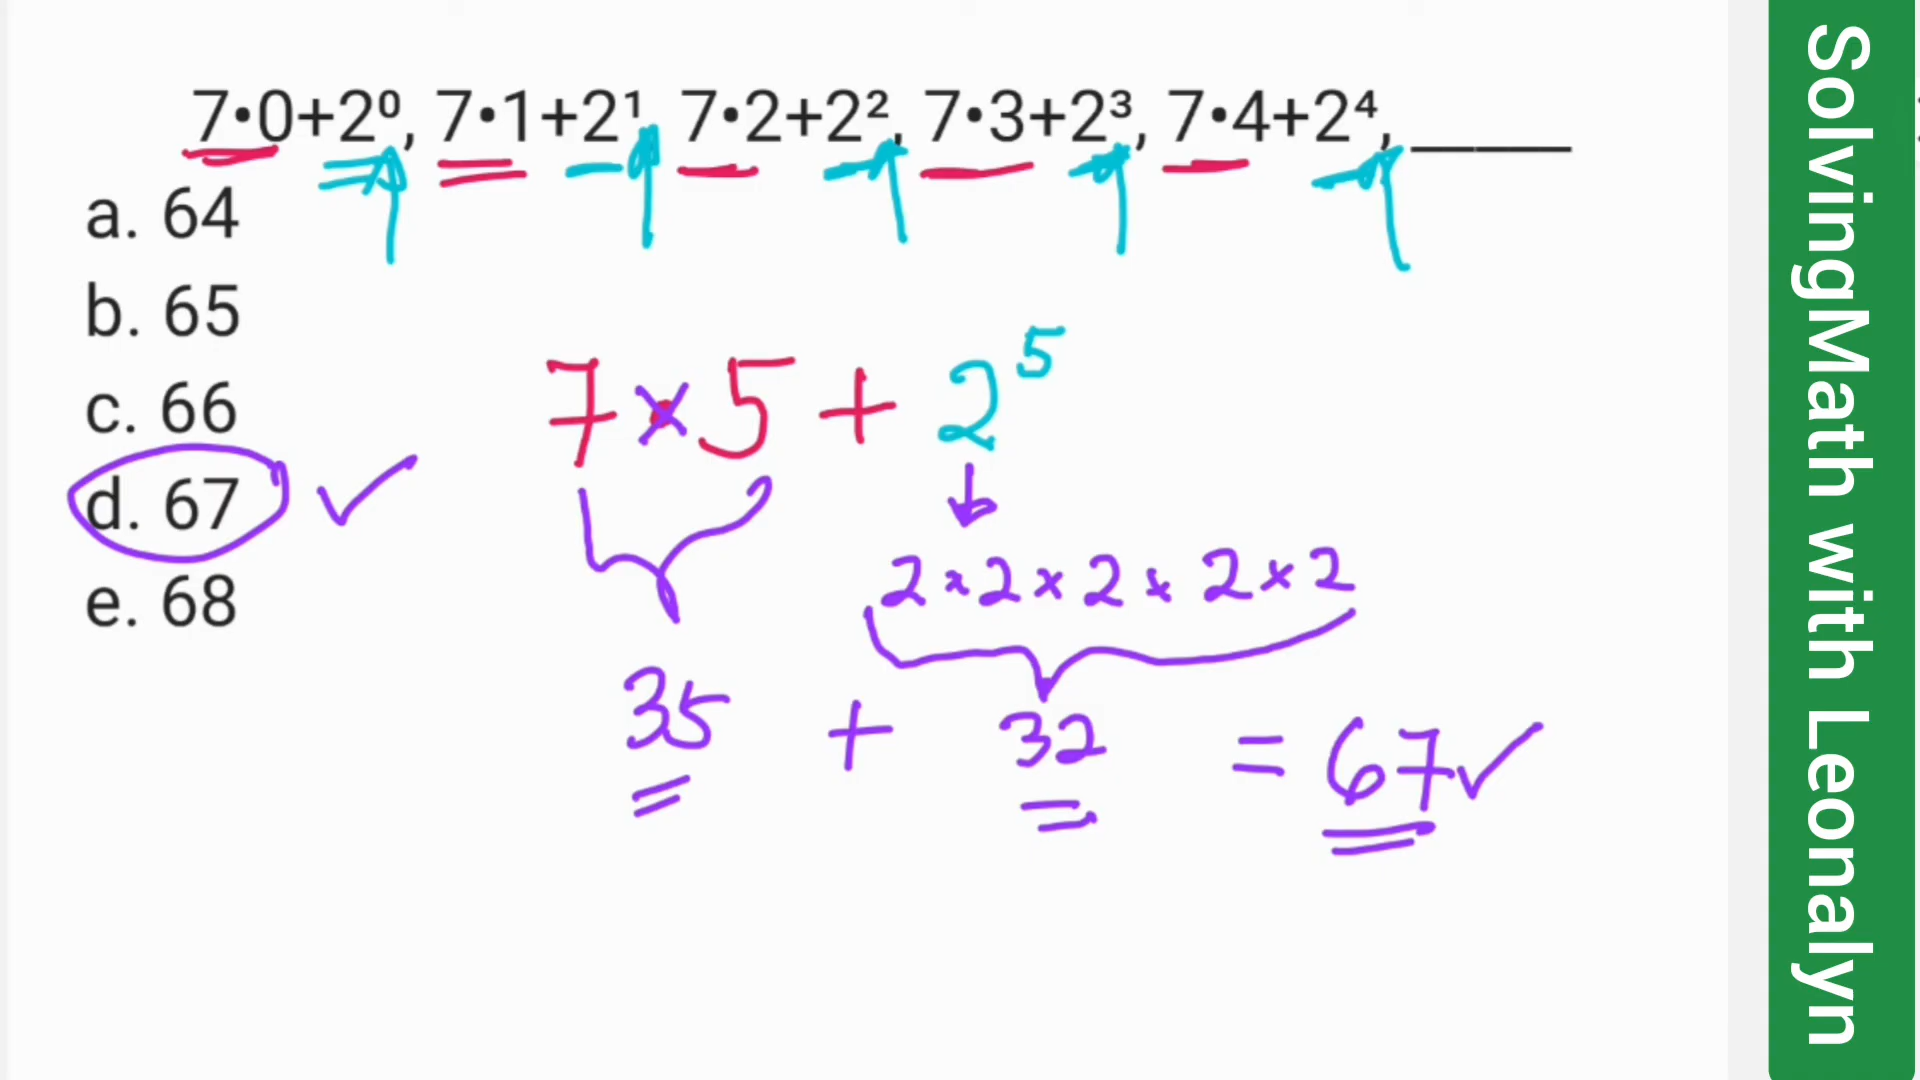 7•0+2⁰, 7•1+2¹ 7•2+2², 7•3+2³, 7•4+2⁴, _____
a. 64
b. 65
c. 66
d. 67 ✓
e. 68
7 × 5 + 2⁵
2 × 2 × 2 × 2 × 2
35 + 32 = 67 ✓
SolvingMath with Leonalyn